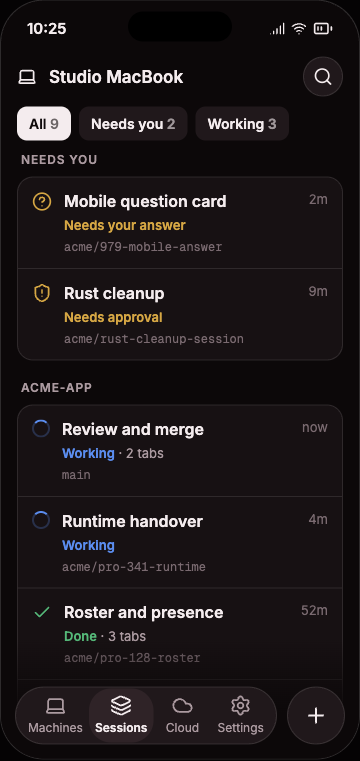 10:25
Studio MacBook
All 9
Needs you 2
Working 3
NEEDS YOU
Mobile question card
2m
Needs your answer
acme/979-mobile-answer
Rust cleanup
9m
Needs approval
acme/rust-cleanup-session
ACME-APP
Review and merge
now
Working · 2 tabs
main
Runtime handover
4m
Working
acme/pro-341-runtime
Roster and presence
52m
Done · 3 tabs
acme/pro-128-roster
Machines
Sessions
Cloud
Settings